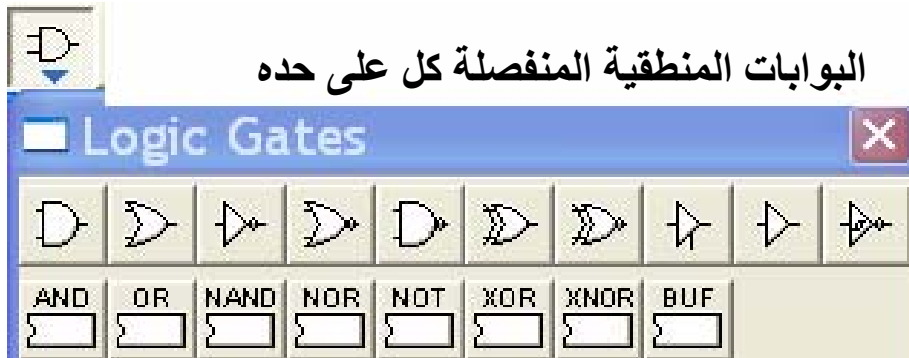 البوابات المنطقية المنفصلة كل على حده
Logic Gates
AND OR NAND NOR NOT XOR XNOR BUF